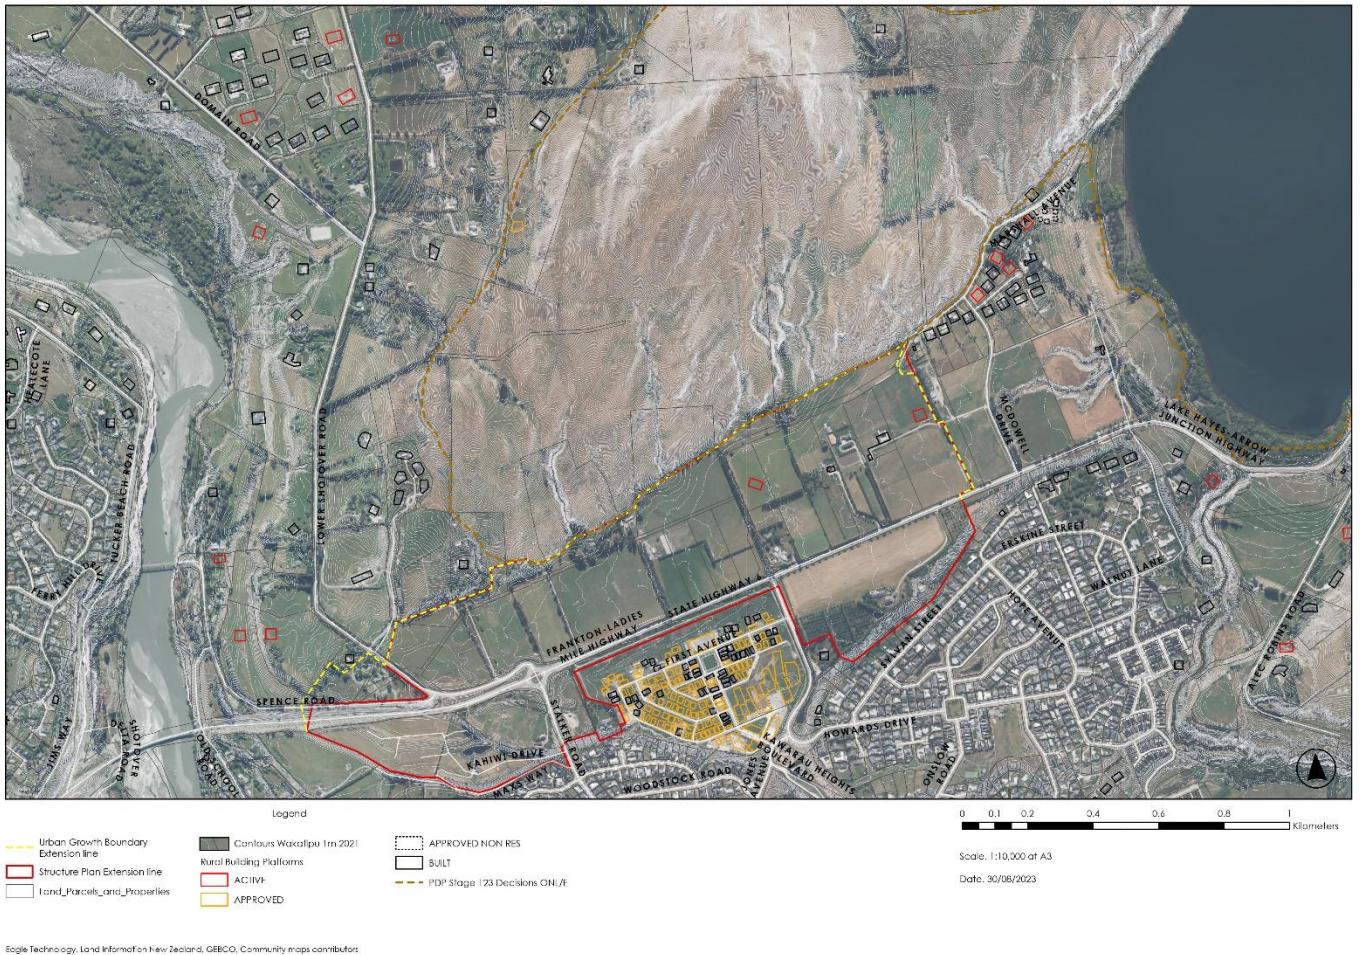 DOMAIN ROAD
MARSHALL AVENUE
HEALECOTE
LANE
TUCKER BEACH ROAD
LOWER SHOTOVER ROAD
MCDOWELL
DRIVE
LAKE HAYES-ARROW
JUNCTION HIGHWAY
FERRY HILL DRIVE
ERSKINE STREET
WALNUT LANE
HOPE AVENUE
SYLVAN STREET
ALEC ROBINS ROAD
FRANKTON-LADIES
MILE HIGHWAY
STATE HIGHWAY 6
FIRST AVENUE
SPENCE ROAD
STALKER ROAD
JIMS WAY
SHOTOVER
DELTA ROAD
OLD SCHOOL
ROAD
KAHIWI DRIVE
MAXS WAY
WOODSTOCK ROAD
JONES
AVENUE
KAWARAU HEIGHTS
BOULEVARD
HOWARDS DRIVE
ONSLOW
ROAD
Legend
Urban Growth Boundary
Extension line
Structure Plan Extension line
Land_Parcels_and_Properties
Contours Wakatipu 1m 2021
Rural Building Platforms
ACTIVE
APPROVED
APPROVED NON RES
BUILT
PDP Stage 123 Decisions ONL/F
0 0.1 0.2 0.4 0.6 0.8 1
Kilometers
Scale: 1:10,000 at A3
Date: 30/08/2023
Eagle Technology, Land Information New Zealand, GEBCO, Community maps contributors